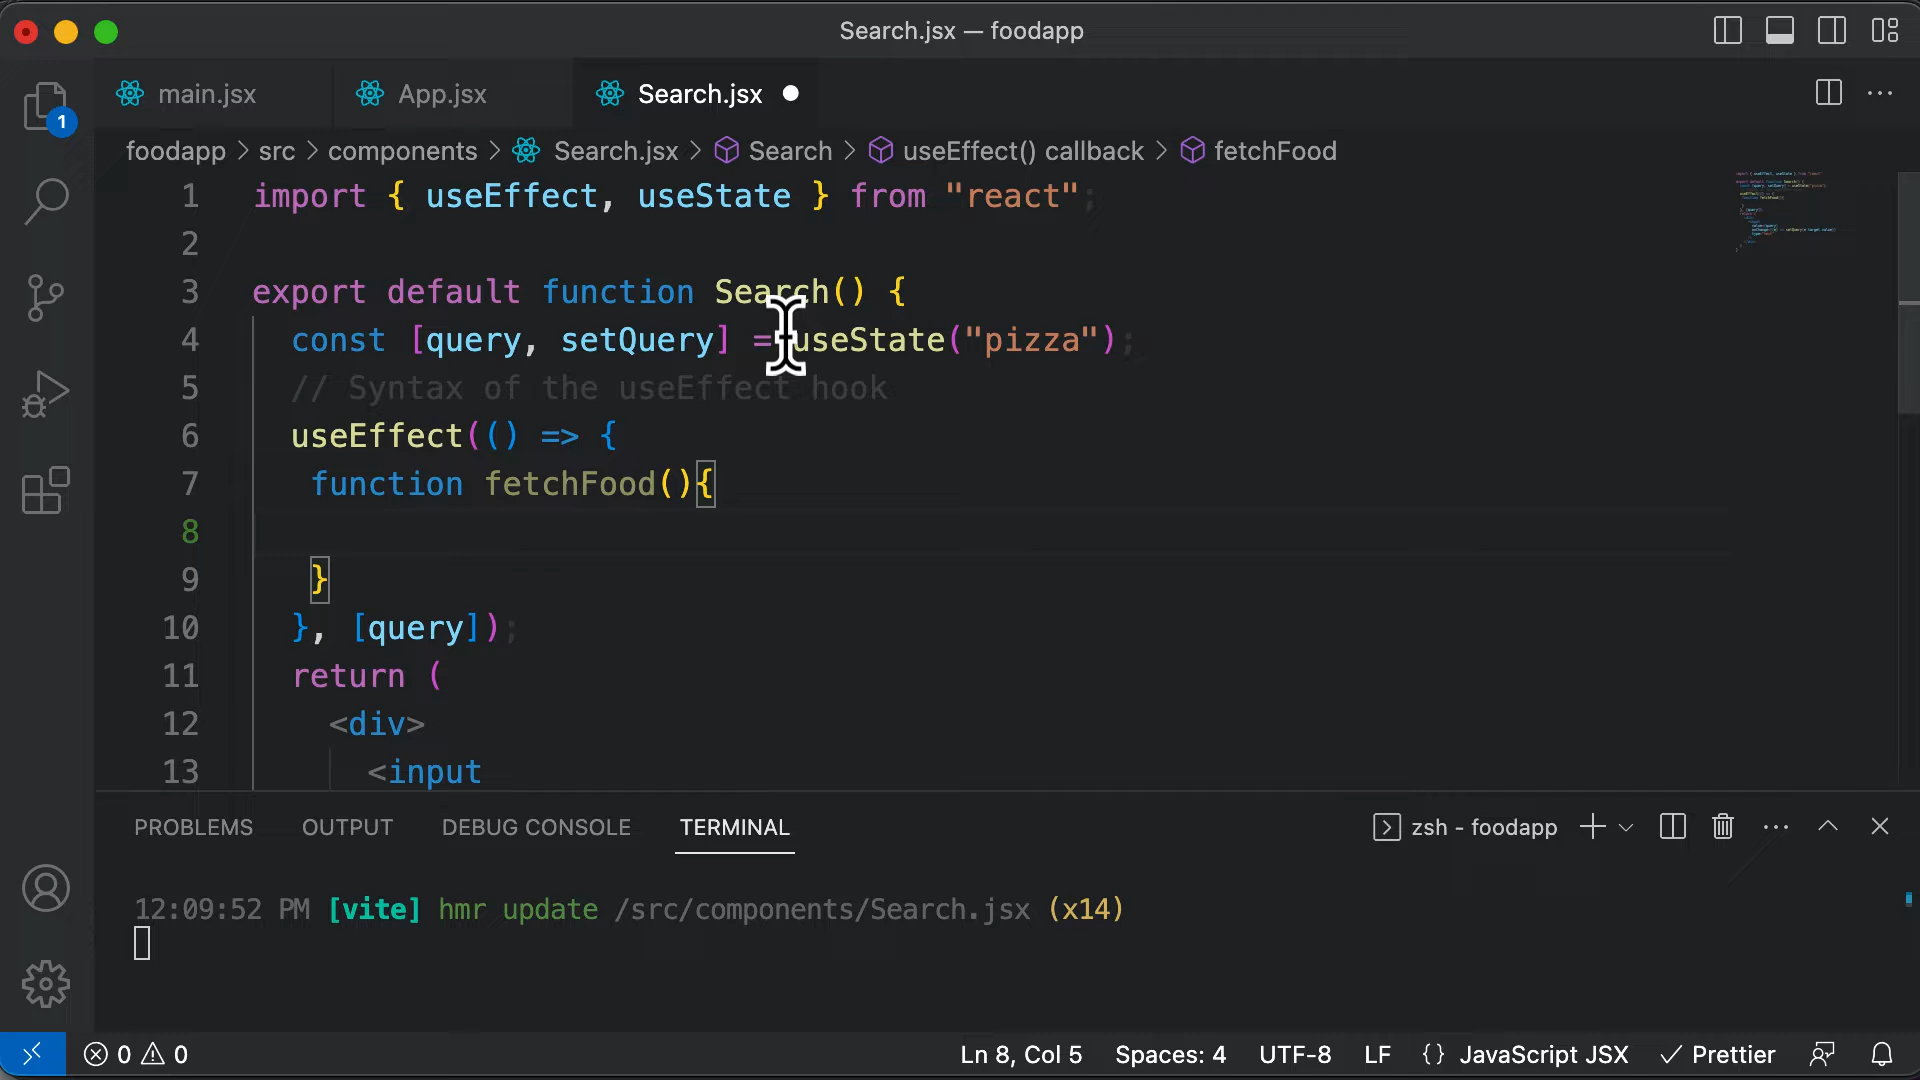 Search.jsx — foodapp
main.jsx App.jsx Search.jsx
1
foodapp > src > components > Search.jsx > Search > useEffect() callback > fetchFood
1 import { useEffect, useState } from "react";
2
3 export default function Search() {
4 const [query, setQuery] = useState("pizza");
5 // Syntax of the useEffect hook
6 useEffect(() => {
7 function fetchFood(){
8
9 }
10 }, [query]);
11 return (
12 <div>
13 <input
PROBLEMS OUTPUT DEBUG CONSOLE TERMINAL zsh - foodapp
12:09:52 PM [vite] hmr update /src/components/Search.jsx (x14)
0 0 Ln 8, Col 5 Spaces: 4 UTF-8 LF {} JavaScript JSX Prettier